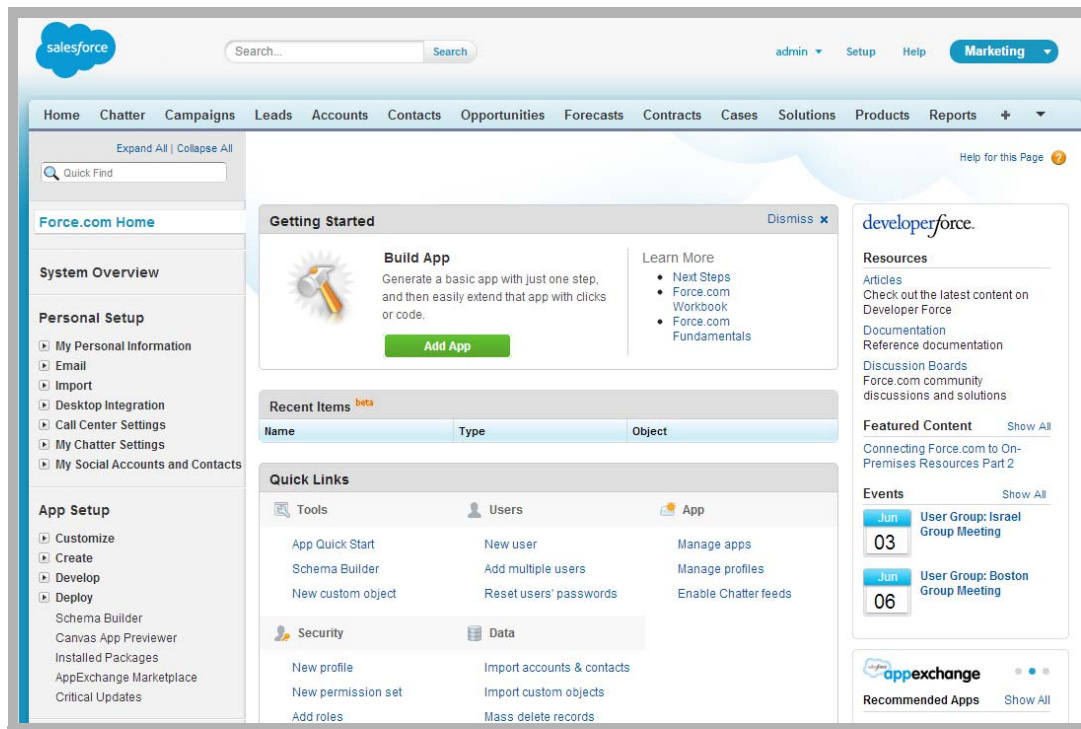 salesforce
Search...
Search
admin
Setup
Help
Marketing
Home Chatter Campaigns Leads Accounts Contacts Opportunities Forecasts Contracts Cases Solutions Products Reports +
Expand All | Collapse All
Quick Find
Force.com Home
System Overview
Personal Setup
My Personal Information
Email
Import
Desktop Integration
Call Center Settings
My Chatter Settings
My Social Accounts and Contacts
App Setup
Customize
Create
Develop
Deploy
Schema Builder
Canvas App Previewer
Installed Packages
AppExchange Marketplace
Critical Updates
Help for this Page
Getting Started
Dismiss x
Build App
Generate a basic app with just one step,
and then easily extend that app with clicks
or code.
Add App
Learn More
Next Steps
Force.com
Workbook
Force.com
Fundamentals
Recent Items beta
Name Type Object
Quick Links
Tools
App Quick Start
Schema Builder
New custom object
Users
New user
Add multiple users
Reset users' passwords
App
Manage apps
Manage profiles
Enable Chatter feeds
Security
New profile
New permission set
Add roles
Data
Import accounts & contacts
Import custom objects
Mass delete records
developerforce.
Resources
Articles
Check out the latest content on
Developer Force
Documentation
Reference documentation
Discussion Boards
Force.com community
discussions and solutions
Featured Content Show All
Connecting Force.com to On-
Premises Resources Part 2
Events Show All
Jun
03
User Group: Israel
Group Meeting
Jun
06
User Group: Boston
Group Meeting
appexchange
Recommended Apps Show All